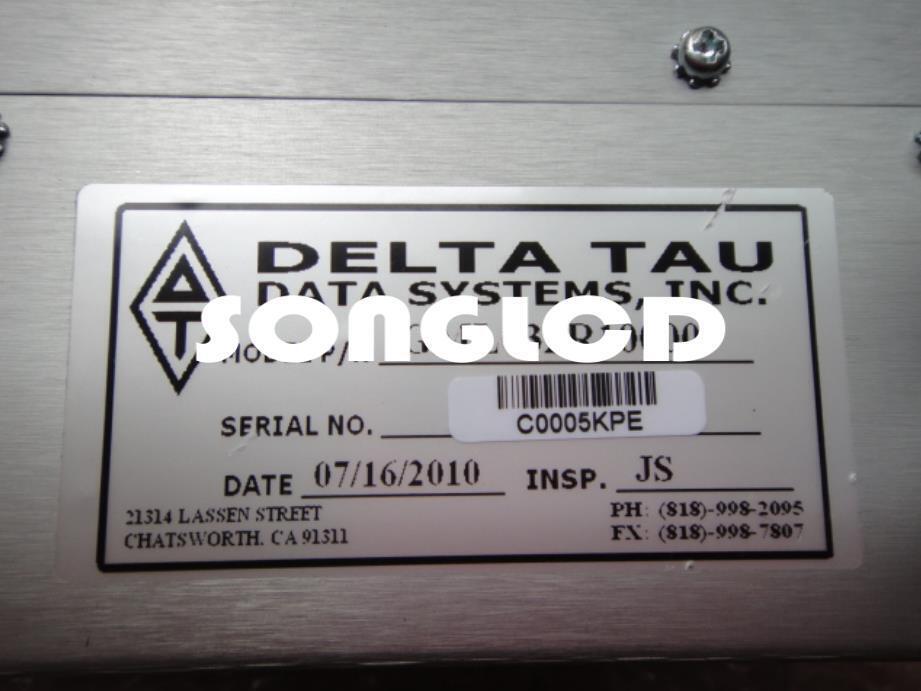 DELTA TAU
DATA SYSTEMS, INC.
SONGLCD
SERIAL NO.
C0005KPE
DATE 07/16/2010 INSP. JS
21314 LASSEN STREET
CHATSWORTH. CA 91311
PH: (818)-998-2095
FX: (818)-998-7807